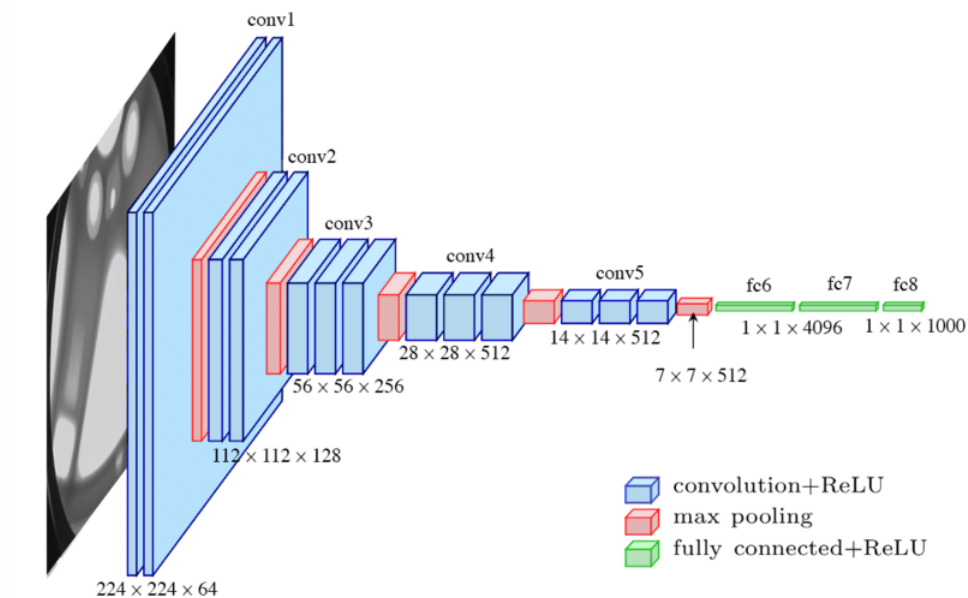 conv1
conv2
conv3
conv4
conv5
fc6
fc7
fc8
224 × 224 × 64
112 × 112 × 128
56 × 56 × 256
28 × 28 × 512
14 × 14 × 512
7 × 7 × 512
1 × 1 × 4096
1 × 1 × 1000
convolution+ReLU
max pooling
fully connected+ReLU